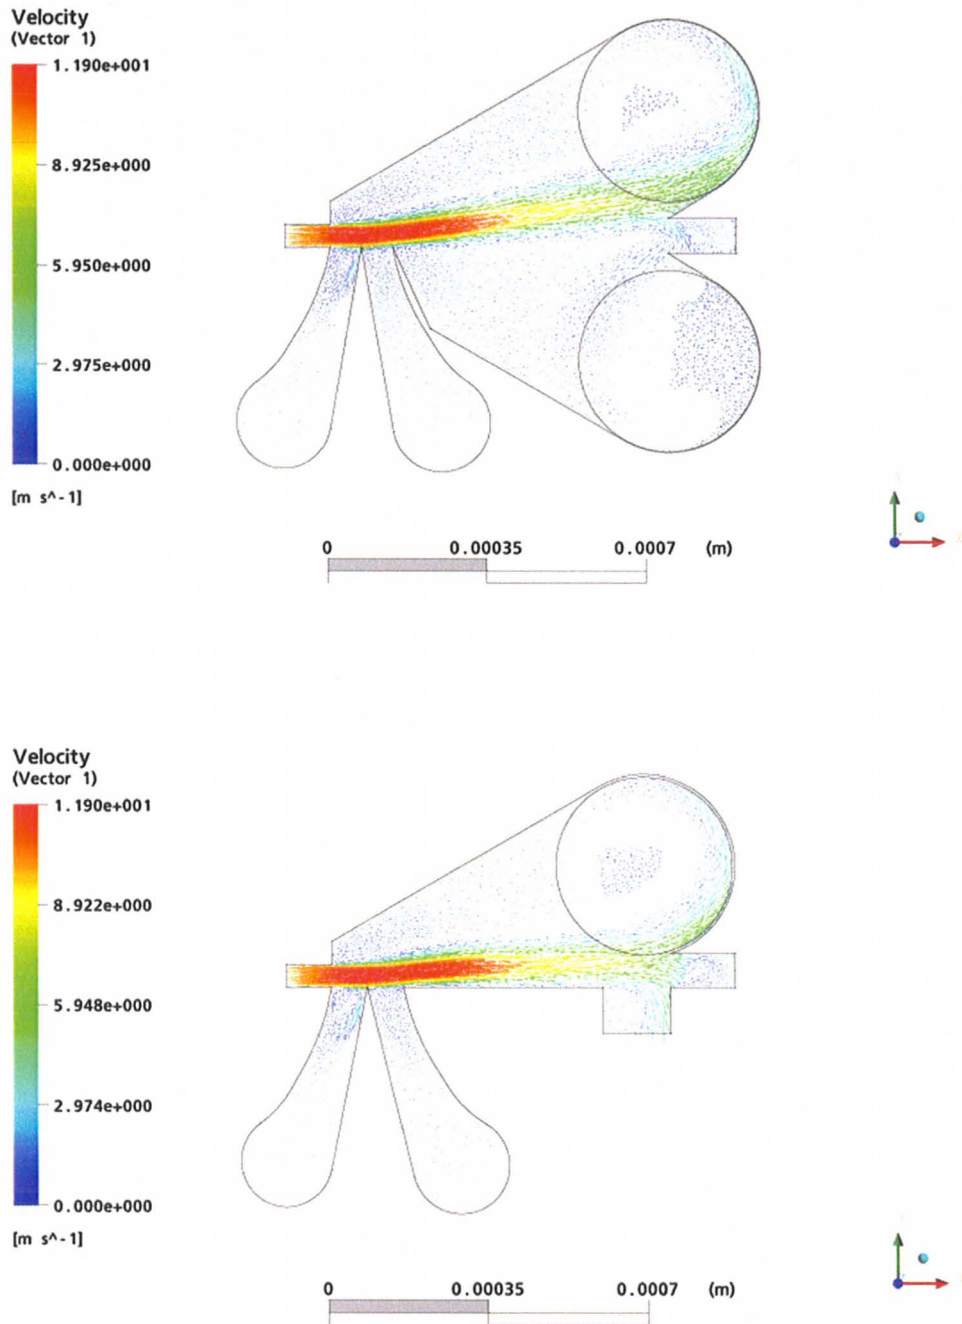 Velocity
(Vector 1)
1.190e+001
8.925e+000
5.950e+000
2.975e+000
0.000e+000
[m s^-1]
0 0.00035 0.0007 (m)
Velocity
(Vector 1)
1.190e+001
8.922e+000
5.948e+000
2.974e+000
0.000e+000
[m s^-1]
0 0.00035 0.0007 (m)